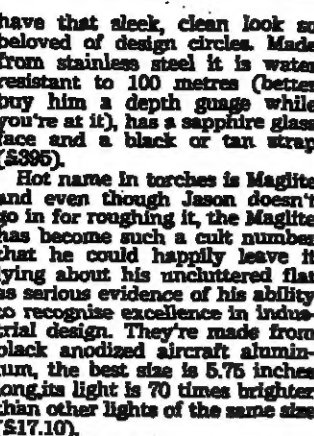 have that sleek, clean look so
beloved of design circles. Made
from stainless steel it is water
resistant to 100 metres (better
buy him a depth guage while
you're at it), has a sapphire glass
face and a black or tan strap
(£395).
Hot name in torches is Maglite
and even though Jason doesn't
go in for roughing it, the Maglite
has become such a cult number
that he could happily leave it
lying about his uncluttered flat
as serious evidence of his ability
to recognise excellence in indus-
trial design. They're made from
black anodized aircraft alumin-
ium, the best size is 5.75 inches
long,its light is 70 times brighter
than other lights of the same size
(£17.10).